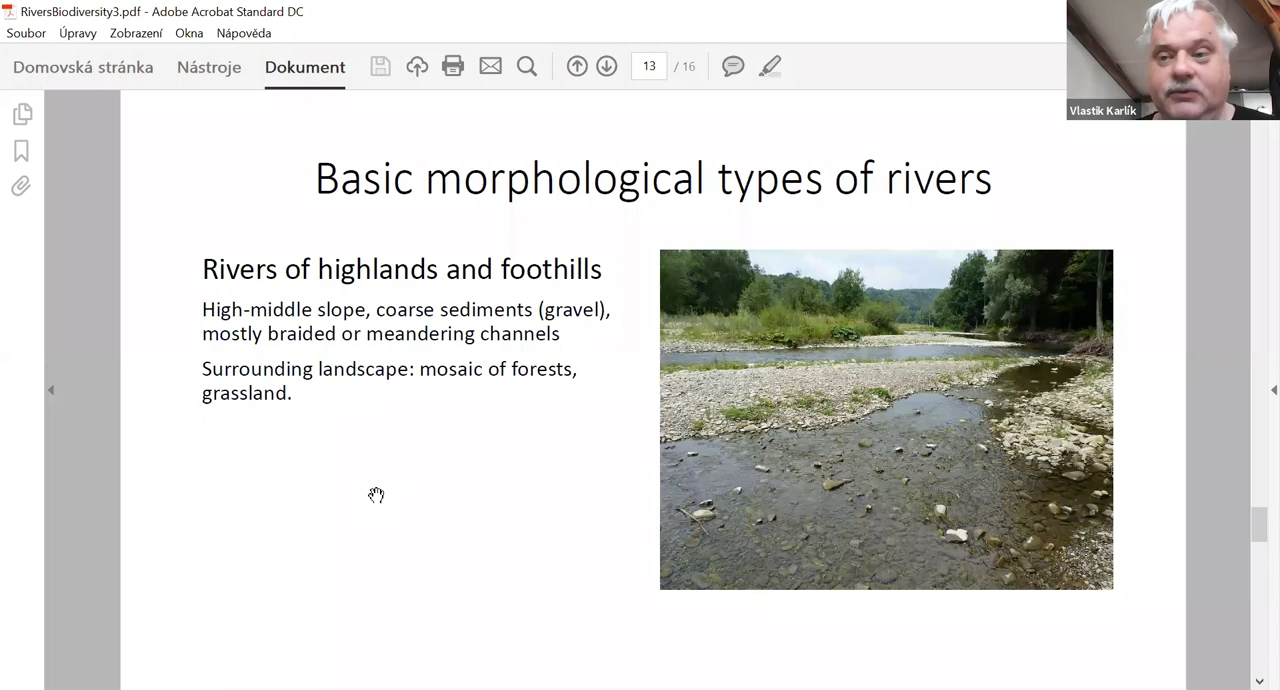 RiversBiodiversity3.pdf - Adobe Acrobat Standard DC
Soubor Úpravy Zobrazení Okna Nápověda
Domovská stránka Nástroje Dokument 13 / 16
Vlastik Karlík
Basic morphological types of rivers
Rivers of highlands and foothills
High-middle slope, coarse sediments (gravel),
mostly braided or meandering channels
Surrounding landscape: mosaic of forests,
grassland.